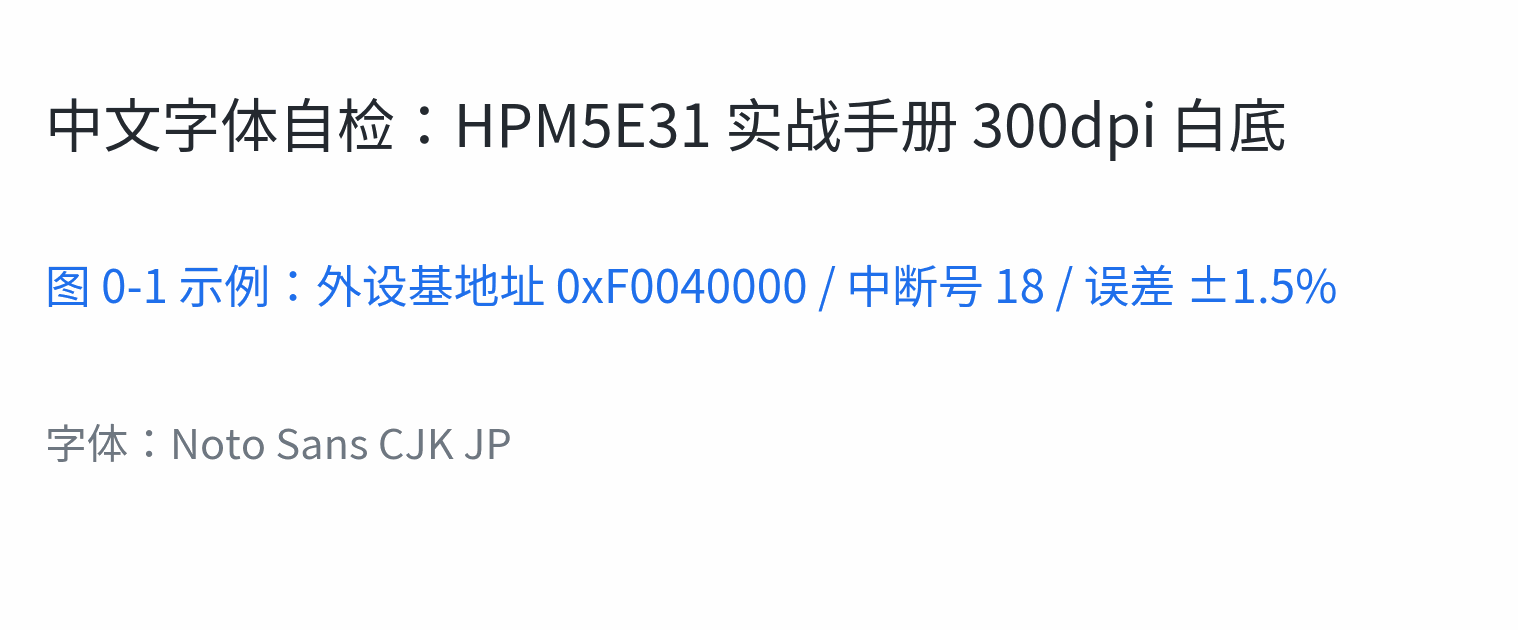 中文字体自检：HPM5E31 实战手册 300dpi 白底
图 0-1 示例：外设基地址 0xF0040000 / 中断号 18 / 误差 ±1.5%
字体：Noto Sans CJK JP